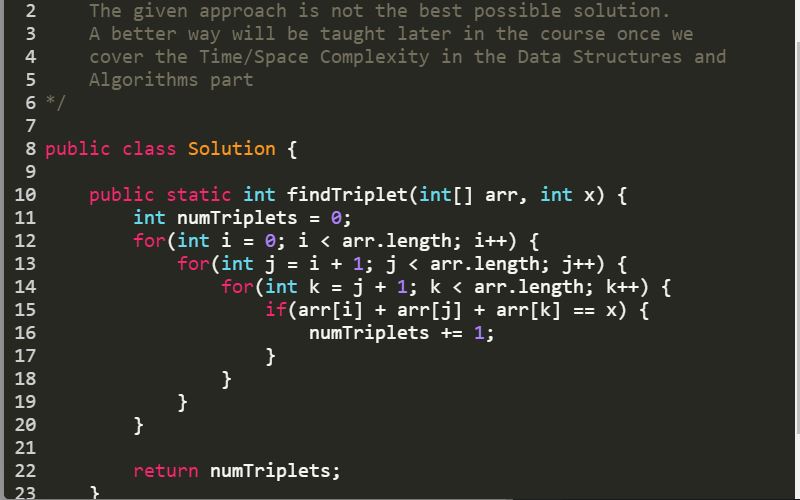 2 The given approach is not the best possible solution.
3 A better way will be taught later in the course once we
4 cover the Time/Space Complexity in the Data Structures and
5 Algorithms part
6 */
7
8 public class Solution {
9
10 public static int findTriplet(int[] arr, int x) {
11 int numTriplets = 0;
12 for(int i = 0; i < arr.length; i++) {
13 for(int j = i + 1; j < arr.length; j++) {
14 for(int k = j + 1; k < arr.length; k++) {
15 if(arr[i] + arr[j] + arr[k] == x) {
16 numTriplets += 1;
17 }
18 }
19 }
20 }
21
22 return numTriplets;
23 }